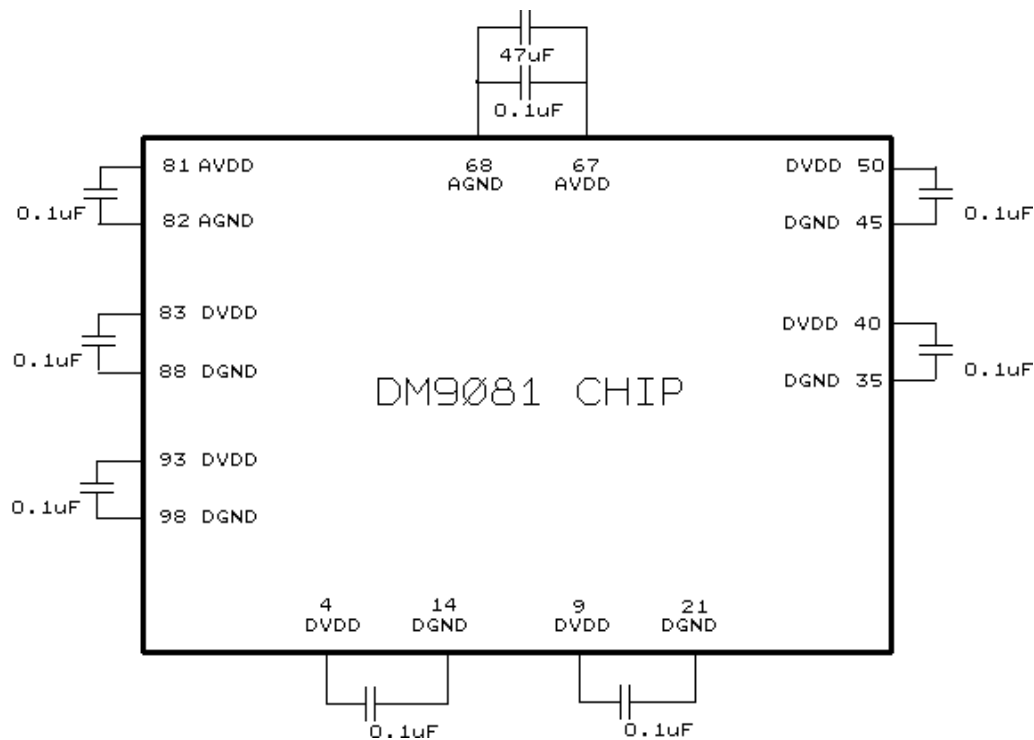 47uF
0.1uF
81 AVDD
68
AGND
67
AVDD
DVDD 50
0.1uF
0.1uF
82 AGND
DGND 45
83 DVDD
DVDD 40
0.1uF
0.1uF
88 DGND
DGND 35
DM9081 CHIP
93 DVDD
0.1uF
98 DGND
4
DVDD
14
DGND
9
DVDD
21
DGND
0.1uF
0.1uF